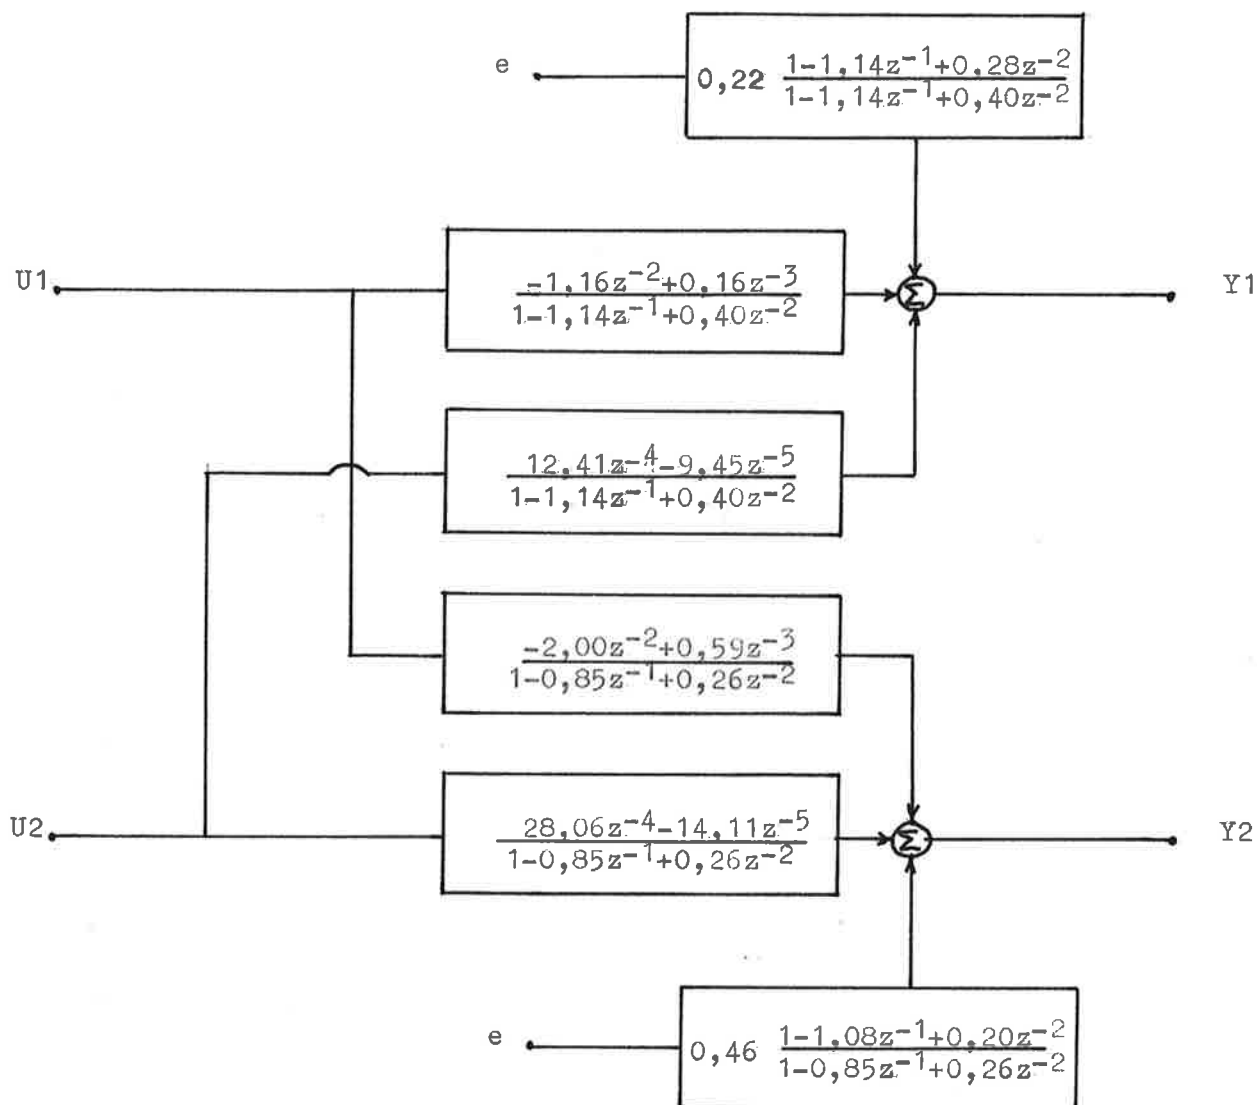 e
0,22 1-1,14z⁻¹+0,28z⁻²
1-1,14z⁻¹+0,40z⁻²
U1
-1,16z⁻²+0,16z⁻³
1-1,14z⁻¹+0,40z⁻²
Σ
Y1
12,41z⁻⁴-9,45z⁻⁵
1-1,14z⁻¹+0,40z⁻²
-2,00z⁻²+0,59z⁻³
1-0,85z⁻¹+0,26z⁻²
U2
28,06z⁻⁴-14,11z⁻⁵
1-0,85z⁻¹+0,26z⁻²
Σ
Y2
e
0,46 1-1,08z⁻¹+0,20z⁻²
1-0,85z⁻¹+0,26z⁻²